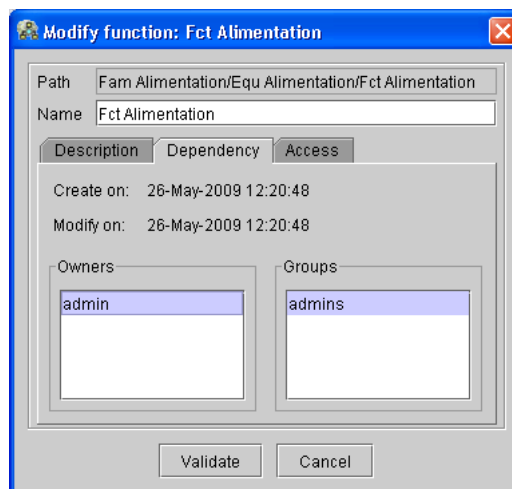 Modify function: Fct Alimentation
Path Fam Alimentation/Equ Alimentation/Fct Alimentation
Name Fct Alimentation
Description Dependency Access
Create on: 26-May-2009 12:20:48
Modify on: 26-May-2009 12:20:48
Owners Groups
admin admins
Validate Cancel